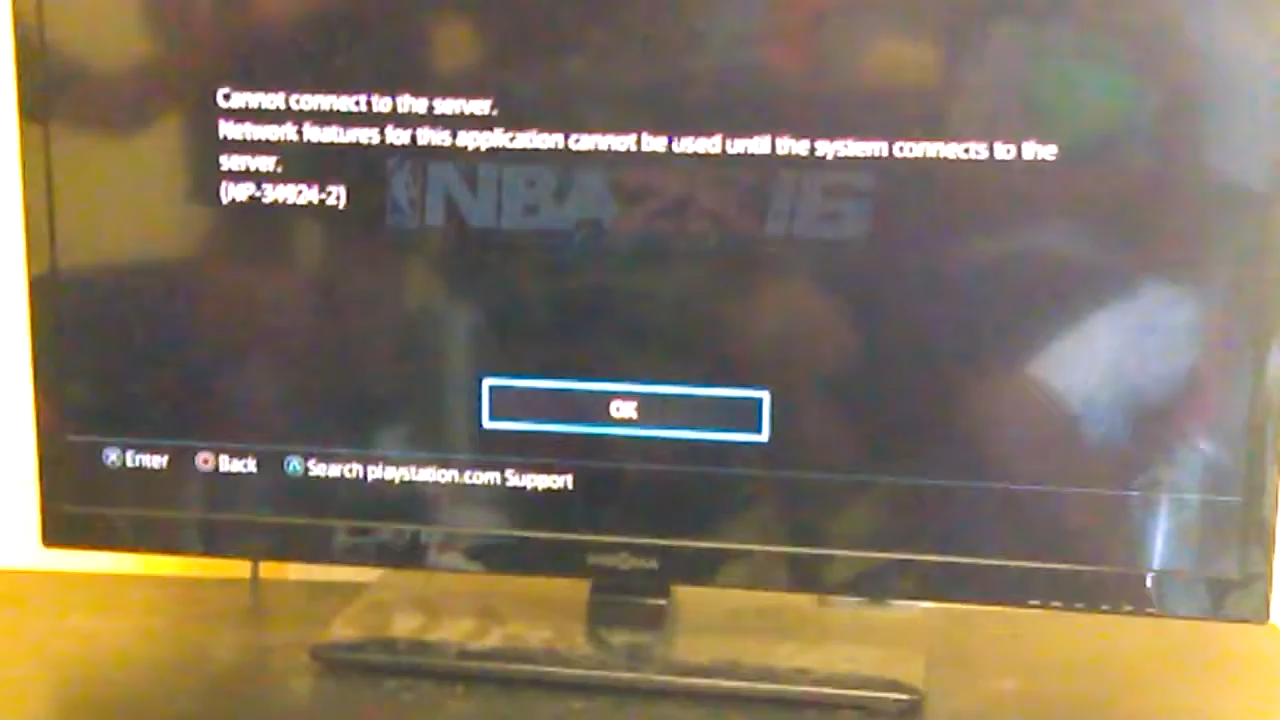 Cannot connect to the server.
Network features for this application cannot be used until the system connects to the
server.
(NP-34924-2)
NBA 2K16
OK
Enter Back Search playstation.com Support
INSIGNIA